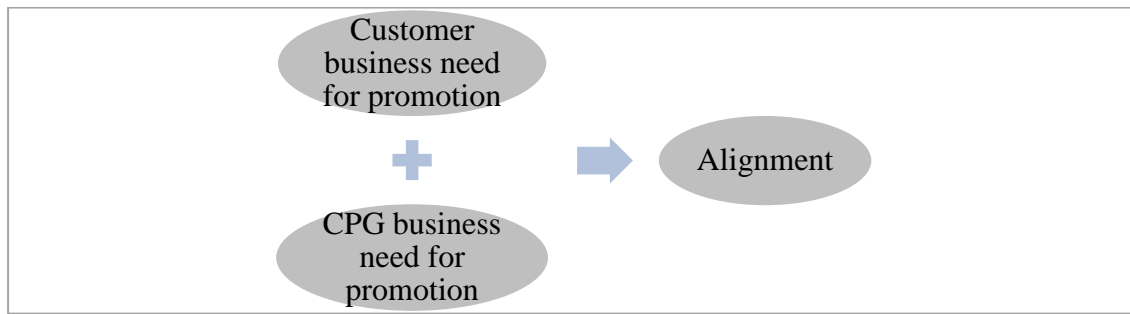 Customer
business need
for promotion
Alignment
CPG business
need for
promotion